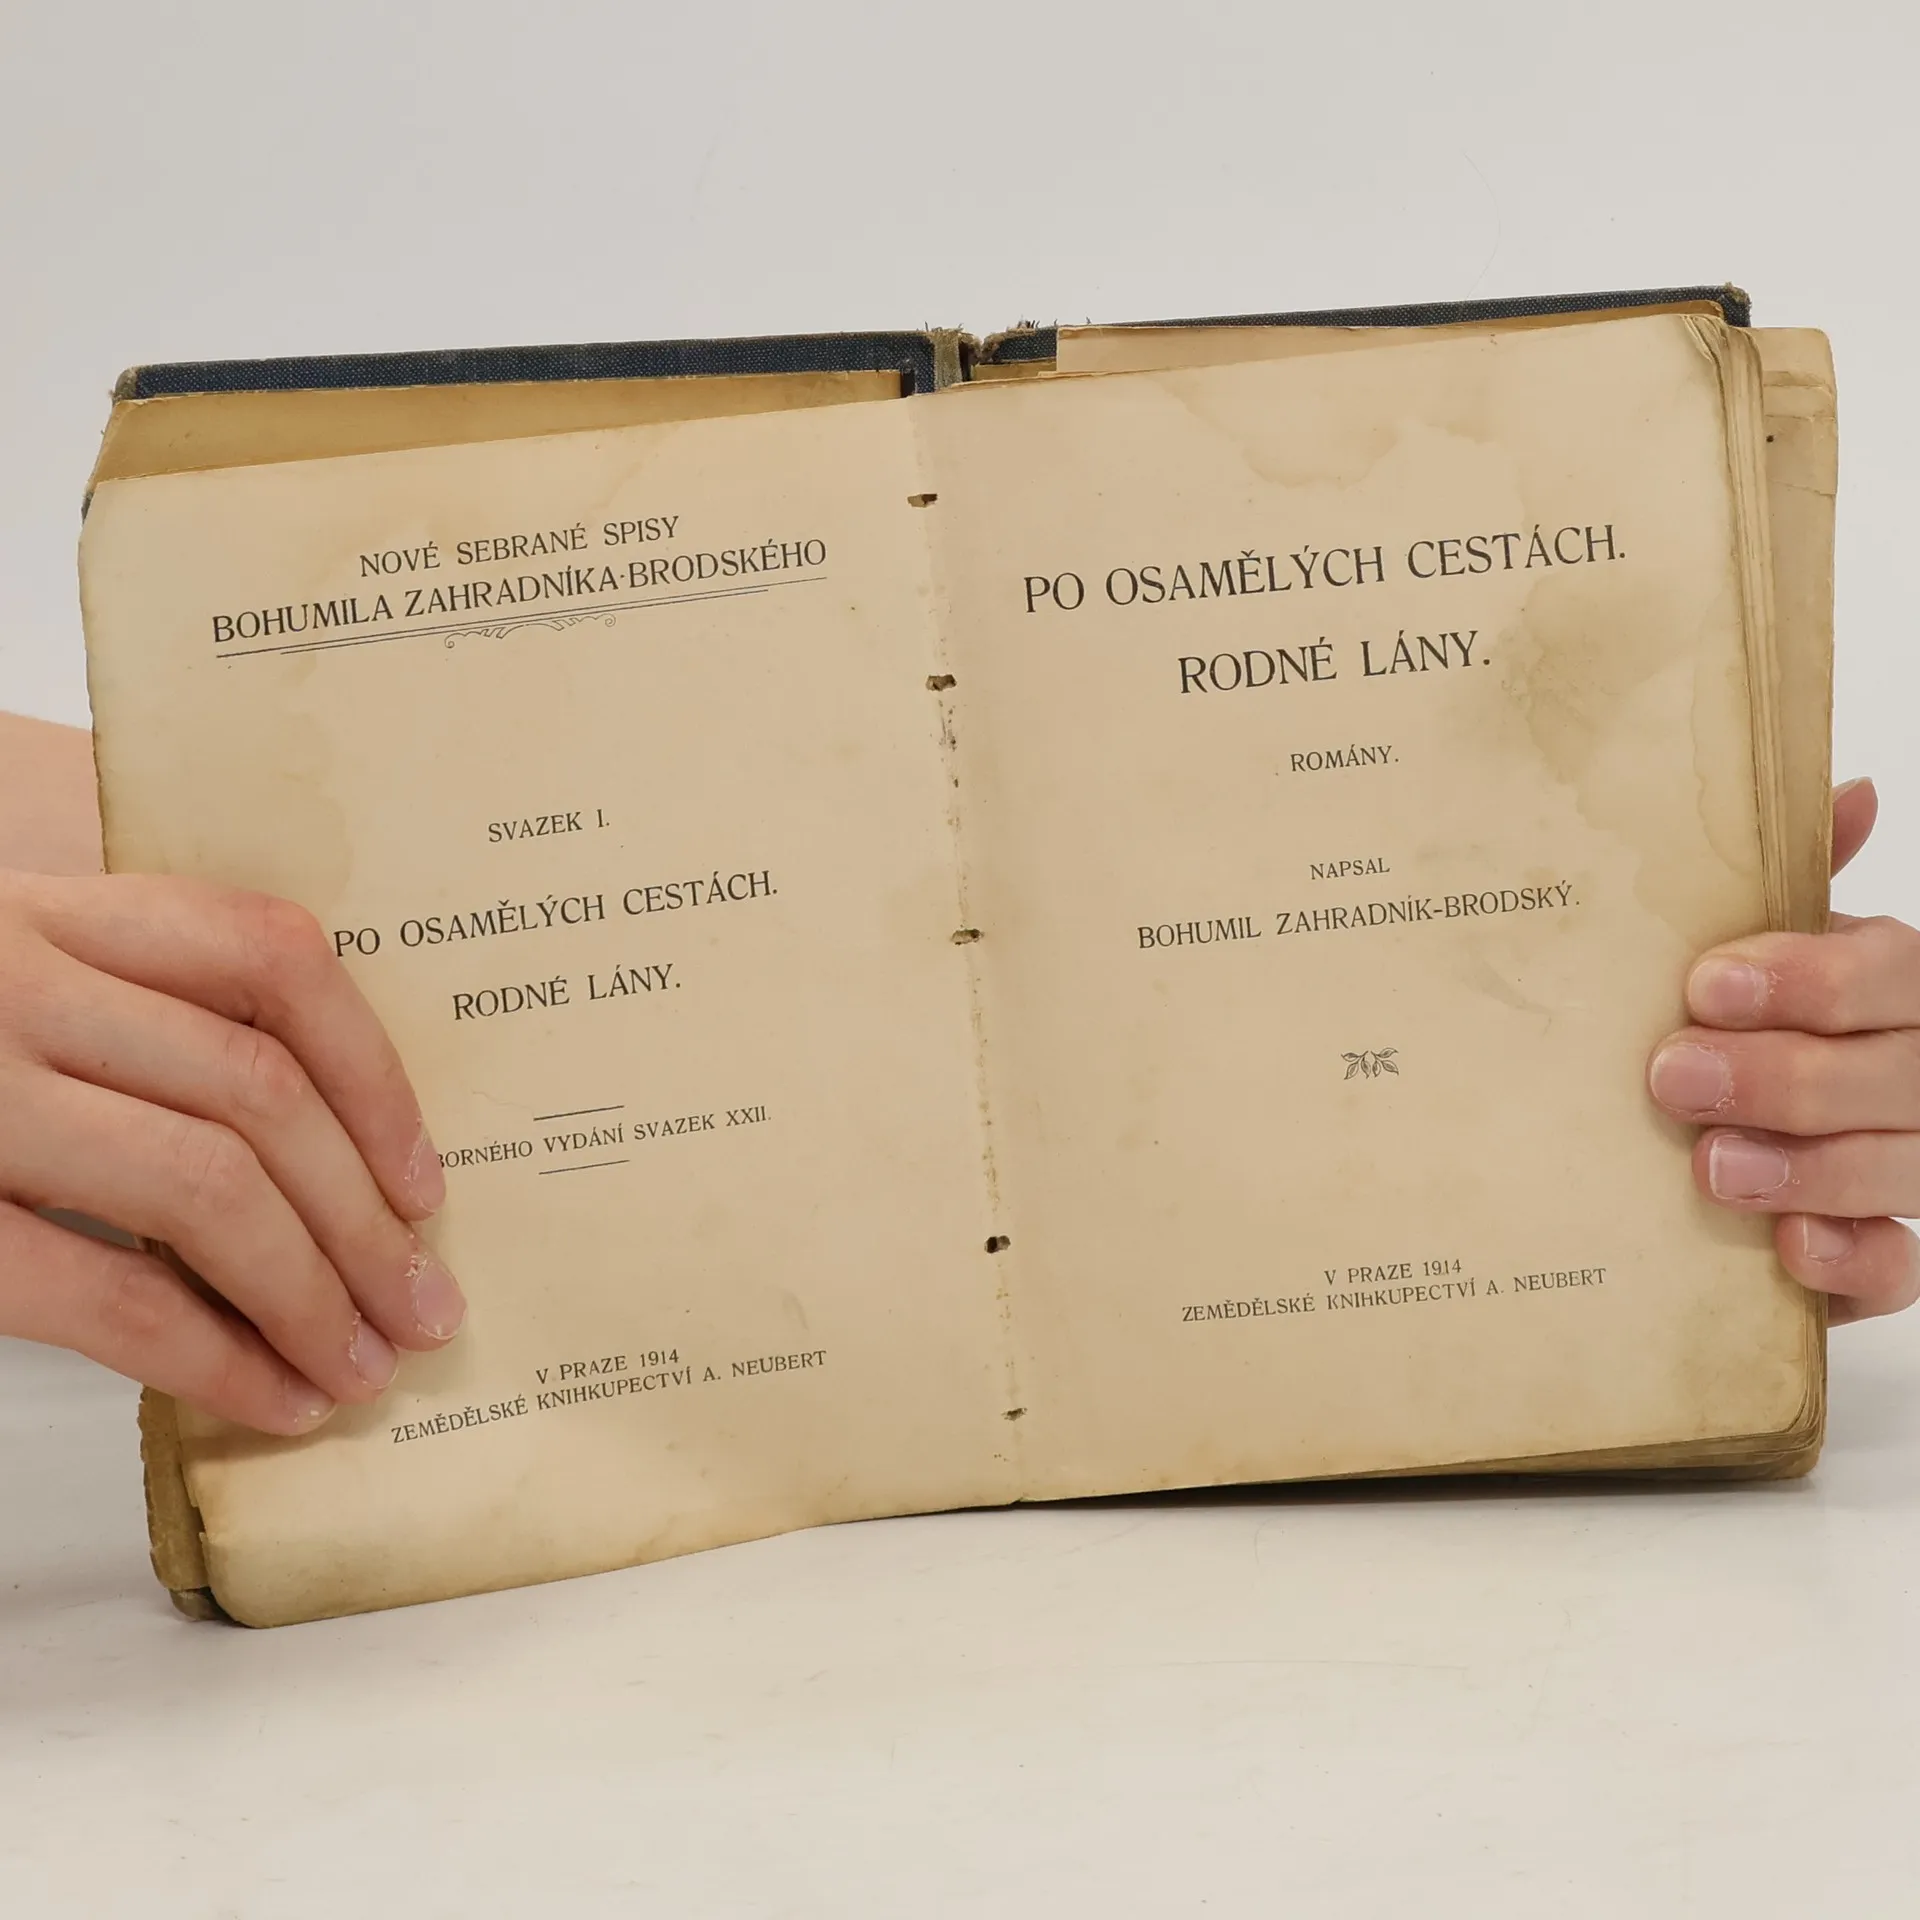 NOVÉ SEBRANÉ SPISY
BOHUMILA ZAHRADNÍKA-BRODSKÉHO
SVAZEK I.
PO OSAMĚLÝCH CESTÁCH.
RODNÉ LÁNY.
VYDÁNÍ SVAZEK XXII.
V PRAZE 1914
ZEMĚDĚLSKÉ KNIHKUPECTVÍ A. NEUBERT
PO OSAMĚLÝCH CESTÁCH.
RODNÉ LÁNY.
ROMÁNY.
NAPSAL
BOHUMIL ZAHRADNÍK-BRODSKÝ.
V PRAZE 1914
ZEMĚDĚLSKÉ KNIHKUPECTVÍ A. NEUBERT